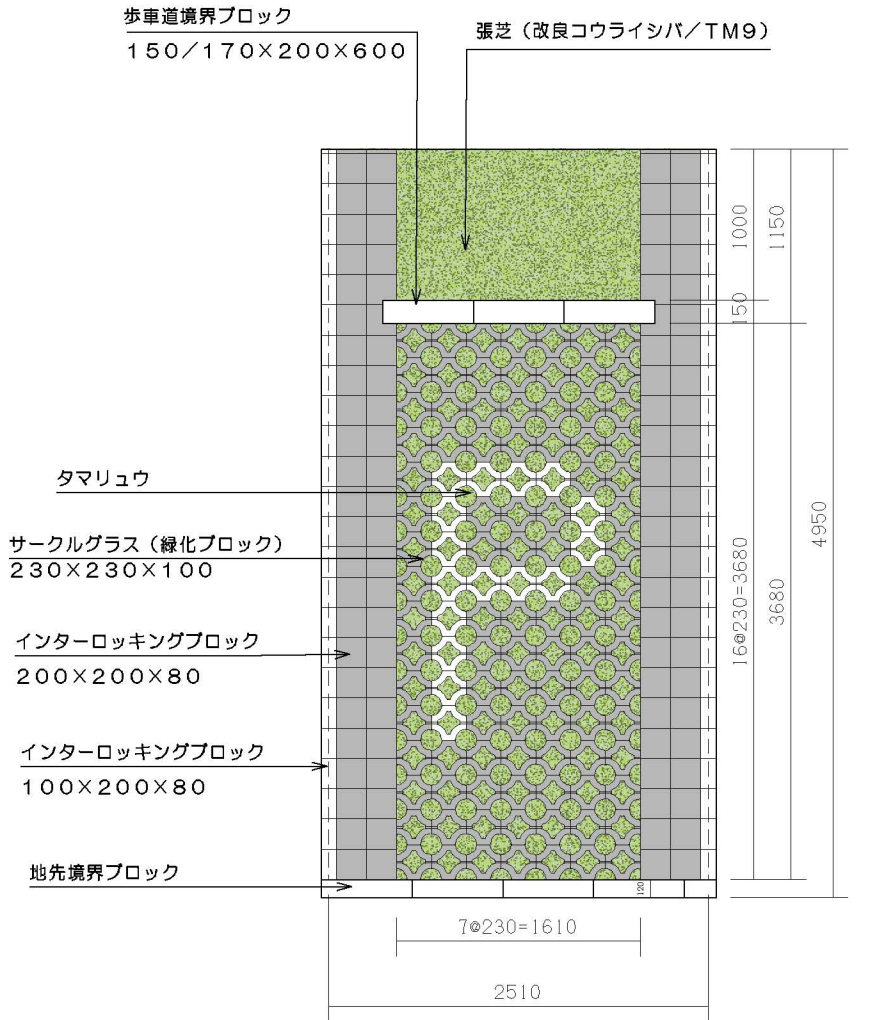 歩車道境界ブロック
150/170×200×600
張芝(改良コウライシバ/TM9)
タマリュウ
サークルグラス(緑化ブロック)
230×230×100
インターロッキングブロック
200×200×80
インターロッキングブロック
100×200×80
地先境界ブロック
1000
1150
150
4950
16@230=3680
3680
120
7@230=1610
2510